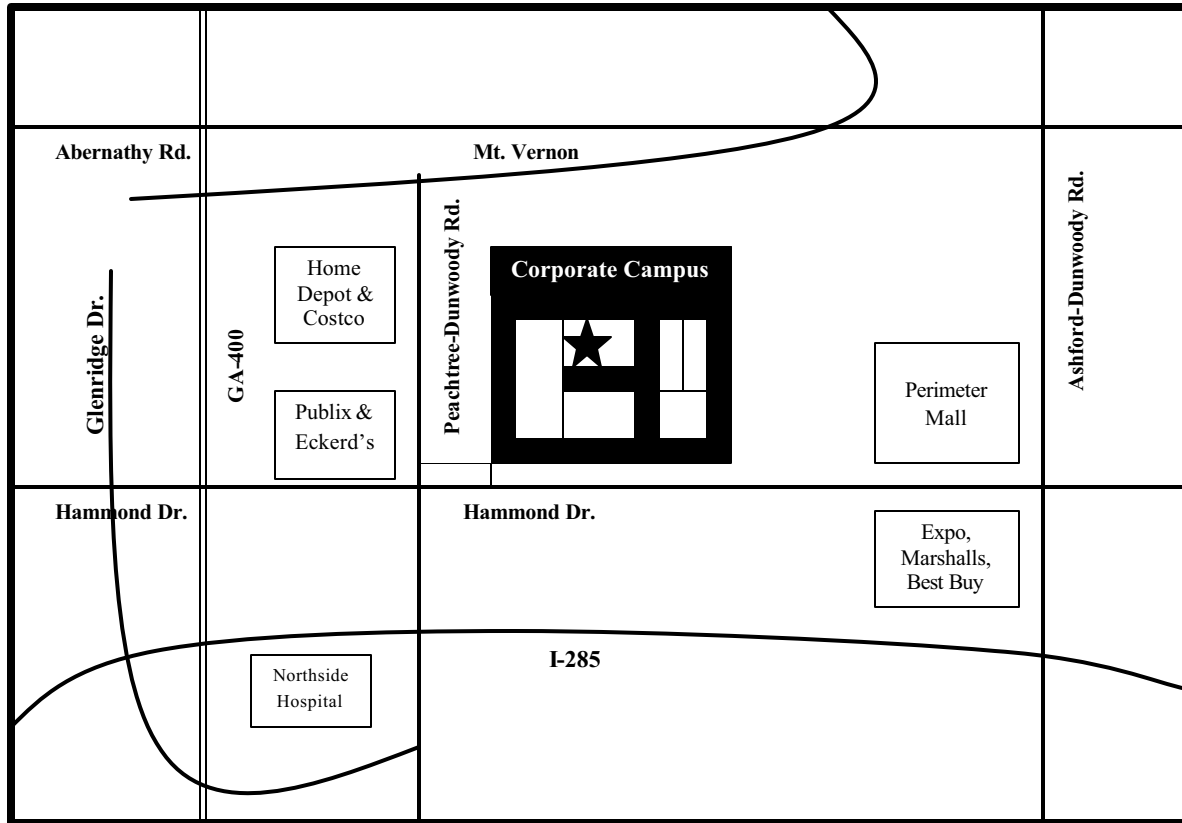 Abernathy Rd.
Mt. Vernon
Ashford-Dunwoody Rd.
Peachtree-Dunwoody Rd.
Home
Depot &
Costco
Corporate Campus
Glenridge Dr.
GA-400
Publix &
Eckerd’s
Perimeter
Mall
Hammond Dr.
Hammond Dr.
Expo,
Marshalls,
Best Buy
I-285
Northside
Hospital